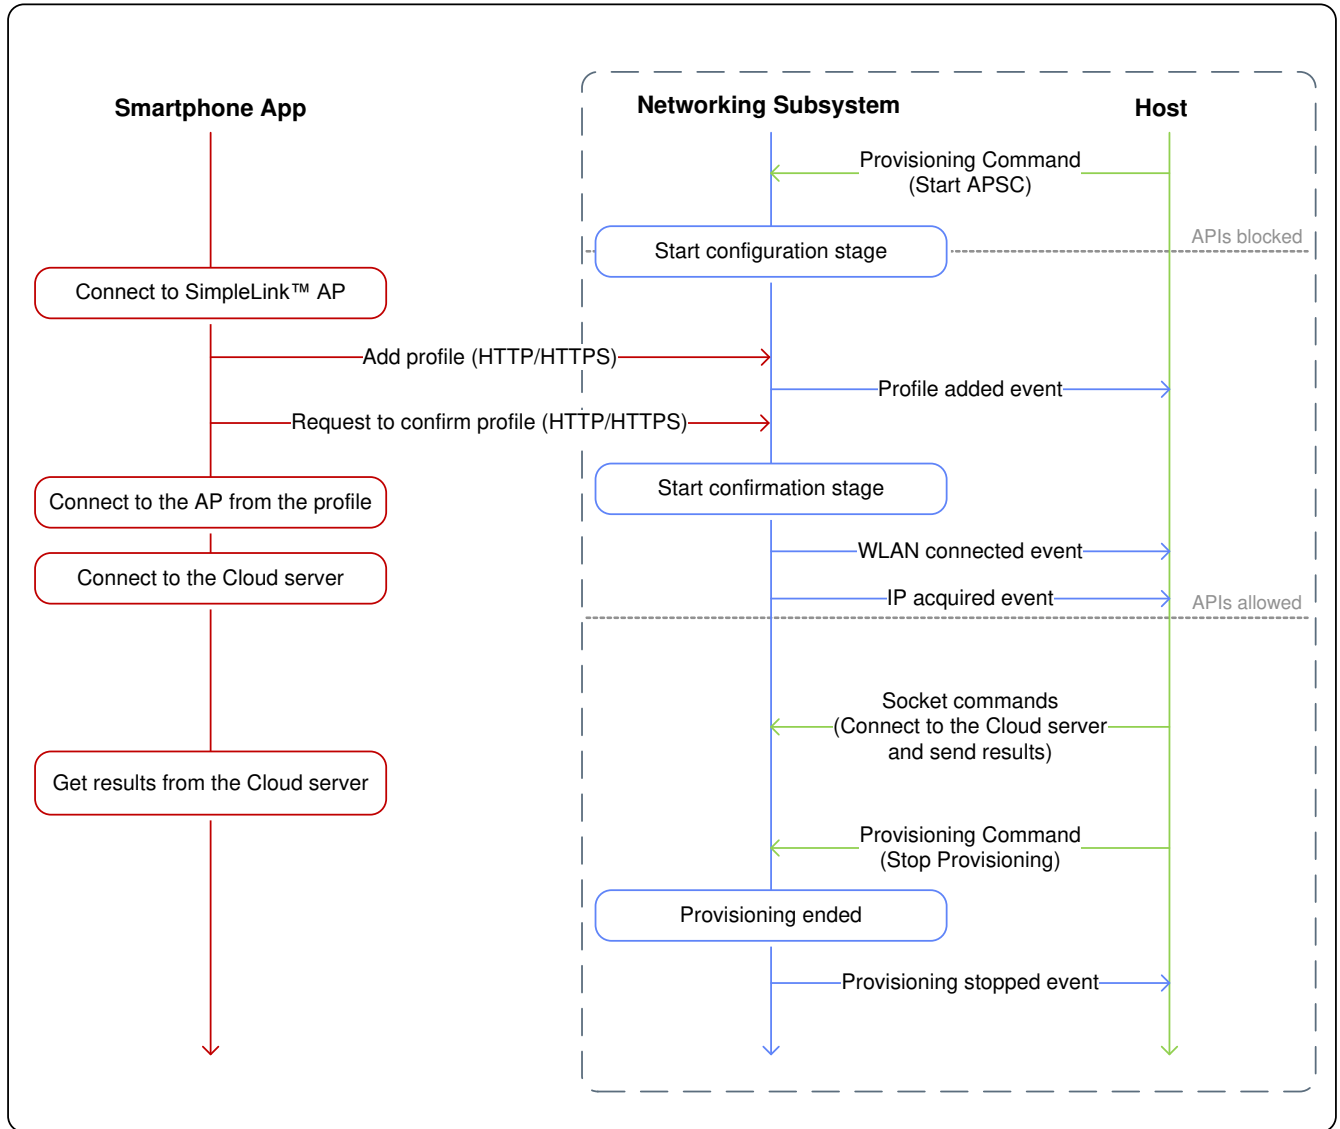 Smartphone App
Networking Subsystem
Host
Provisioning Command
(Start APSC)
APIs blocked
Start configuration stage
Connect to SimpleLink™ AP
Add profile (HTTP/HTTPS)
Profile added event
Request to confirm profile (HTTP/HTTPS)
Start confirmation stage
Connect to the AP from the profile
WLAN connected event
Connect to the Cloud server
IP acquired event
APIs allowed
Socket commands
(Connect to the Cloud server
and send results)
Get results from the Cloud server
Provisioning Command
(Stop Provisioning)
Provisioning ended
Provisioning stopped event